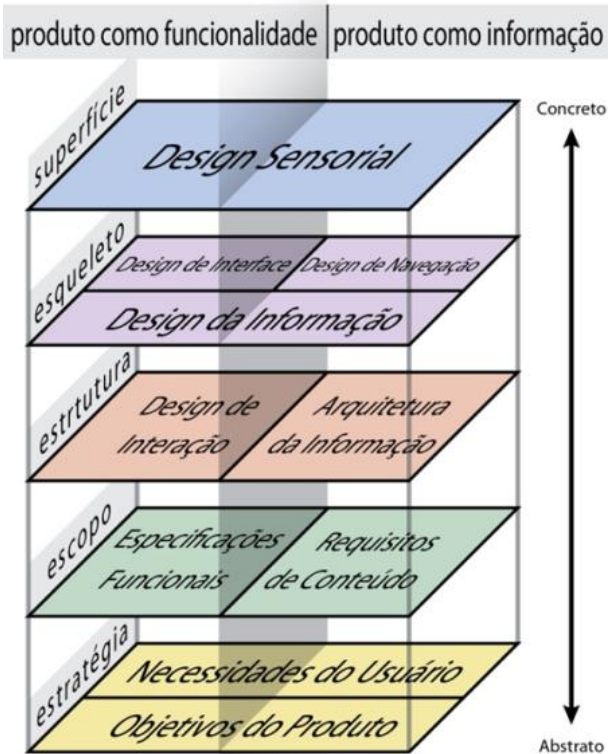 produto como funcionalidade | produto como informação
Concreto
superfície
Design Sensorial
esqueleto
Design de Interface
Design de Navegação
Design da Informação
estrtutura
Design de
Interação
Arquitetura
da Informação
escopo
Especificações
Funcionais
Requisitos
de Conteúdo
estratégia
Necessidades do Usuário
Objetivos do Produto
Abstrato